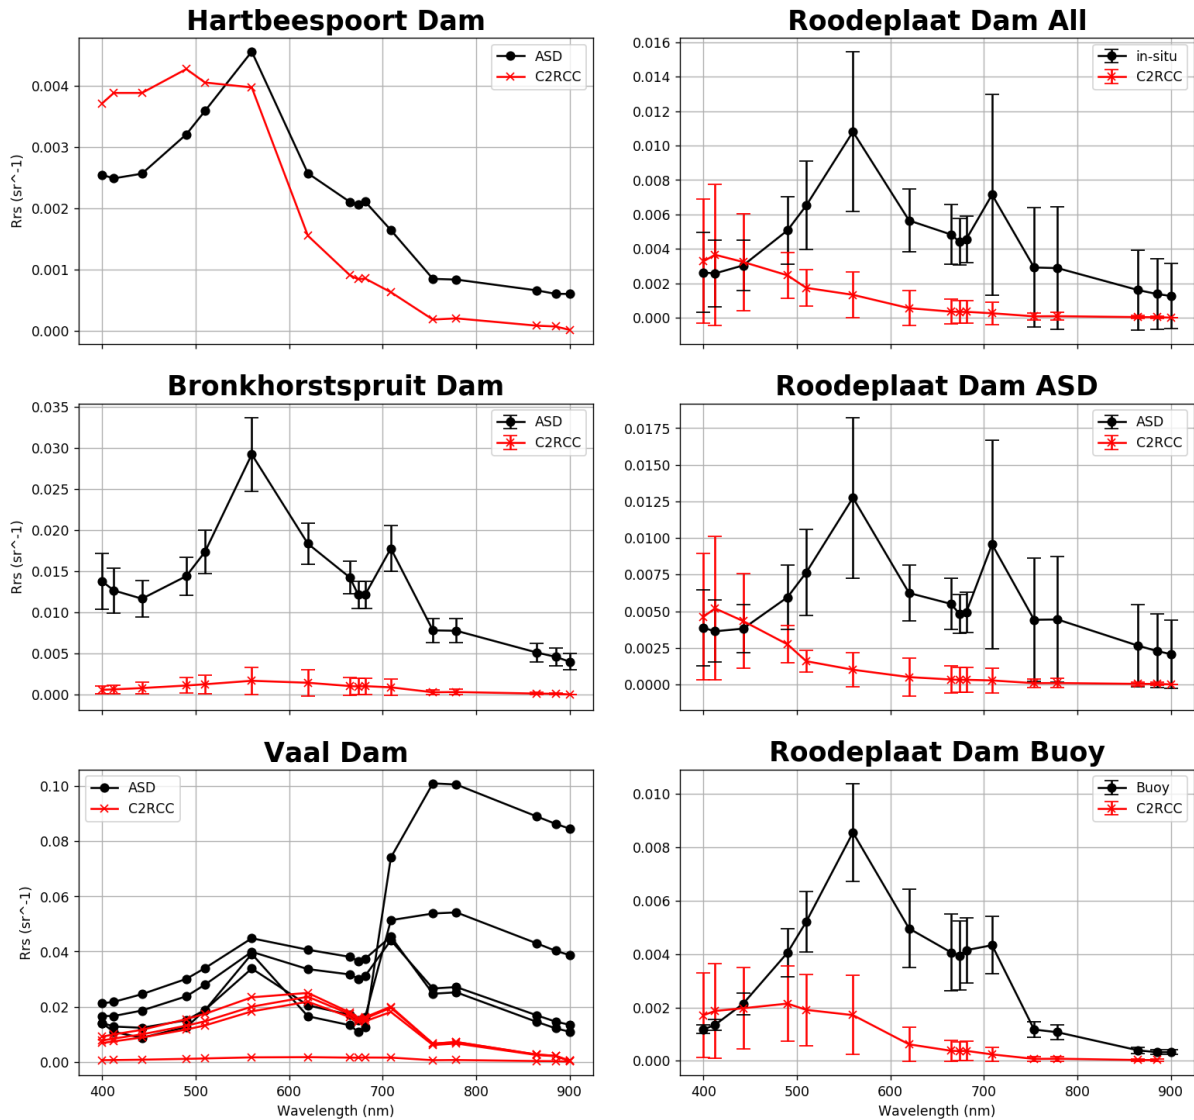 Hartbeespoort Dam
Rrs (sr^-1)
0.004
0.003
0.002
0.001
0.000
ASD
C2RCC
Roodeplaat Dam All
0.016
0.014
0.012
0.010
0.008
0.006
0.004
0.002
0.000
in-situ
C2RCC
Bronkhorstspruit Dam
Rrs (sr^-1)
0.035
0.030
0.025
0.020
0.015
0.010
0.005
0.000
ASD
C2RCC
Roodeplaat Dam ASD
0.0175
0.0150
0.0125
0.0100
0.0075
0.0050
0.0025
0.0000
ASD
C2RCC
Vaal Dam
Rrs (sr^-1)
0.10
0.08
0.06
0.04
0.02
0.00
ASD
C2RCC
400 500 600 700 800 900
Wavelength (nm)
Roodeplaat Dam Buoy
0.010
0.008
0.006
0.004
0.002
0.000
Buoy
C2RCC
400 500 600 700 800 900
Wavelength (nm)